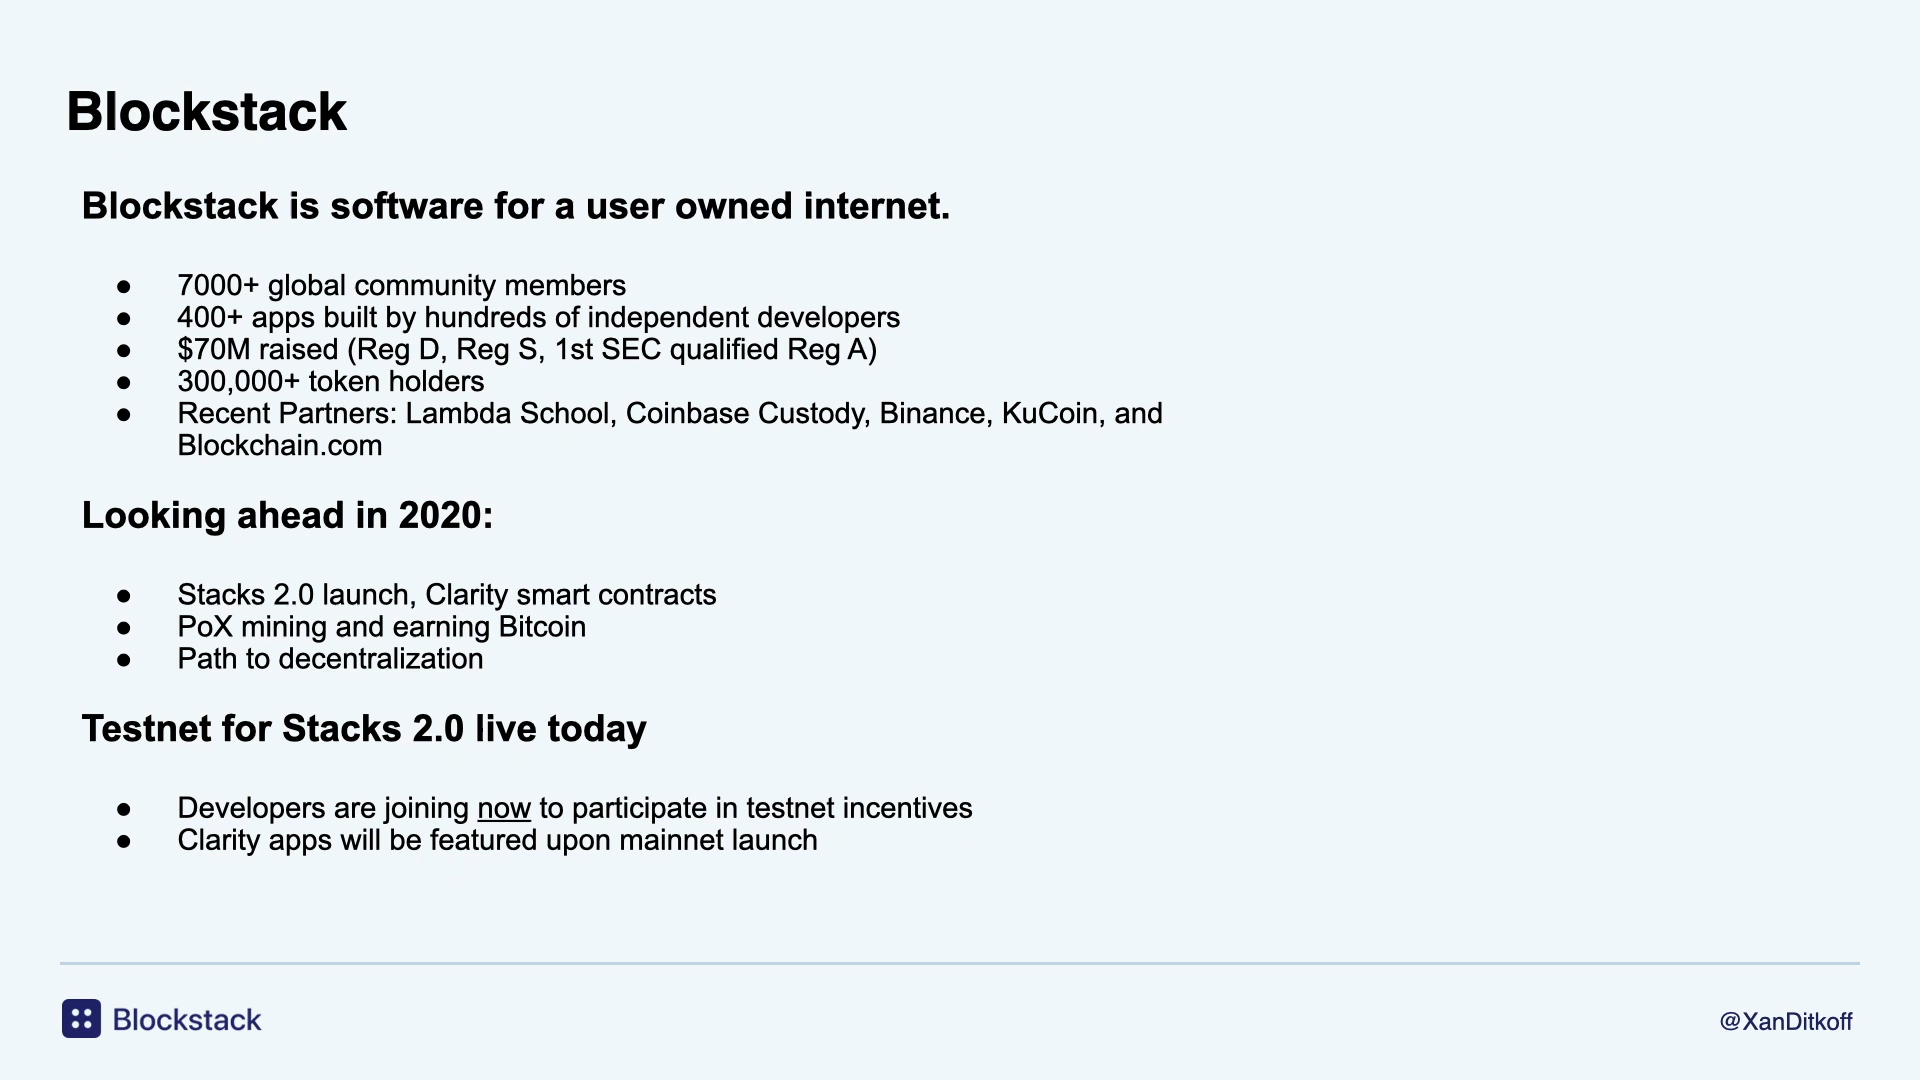 Blockstack
Blockstack is software for a user owned internet.
● 7000+ global community members
● 400+ apps built by hundreds of independent developers
● $70M raised (Reg D, Reg S, 1st SEC qualified Reg A)
● 300,000+ token holders
● Recent Partners: Lambda School, Coinbase Custody, Binance, KuCoin, and
Blockchain.com
Looking ahead in 2020:
● Stacks 2.0 launch, Clarity smart contracts
● PoX mining and earning Bitcoin
● Path to decentralization
Testnet for Stacks 2.0 live today
● Developers are joining now to participate in testnet incentives
● Clarity apps will be featured upon mainnet launch
Blockstack
@XanDitkoff